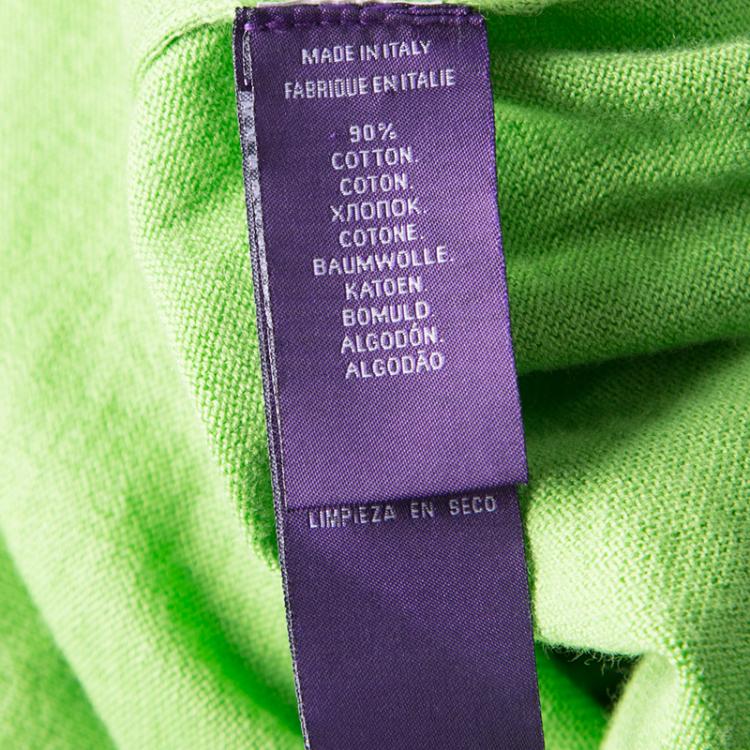 MADE IN ITALY
FABRIQUE EN ITALIE
90%
COTTON.
COTON.
ХЛОПОК.
COTONE.
BAUMWOLLE.
KATOEN
BOMULD.
ALGODÓN.
ALGODÃO
LIMPIEZA EN SECO